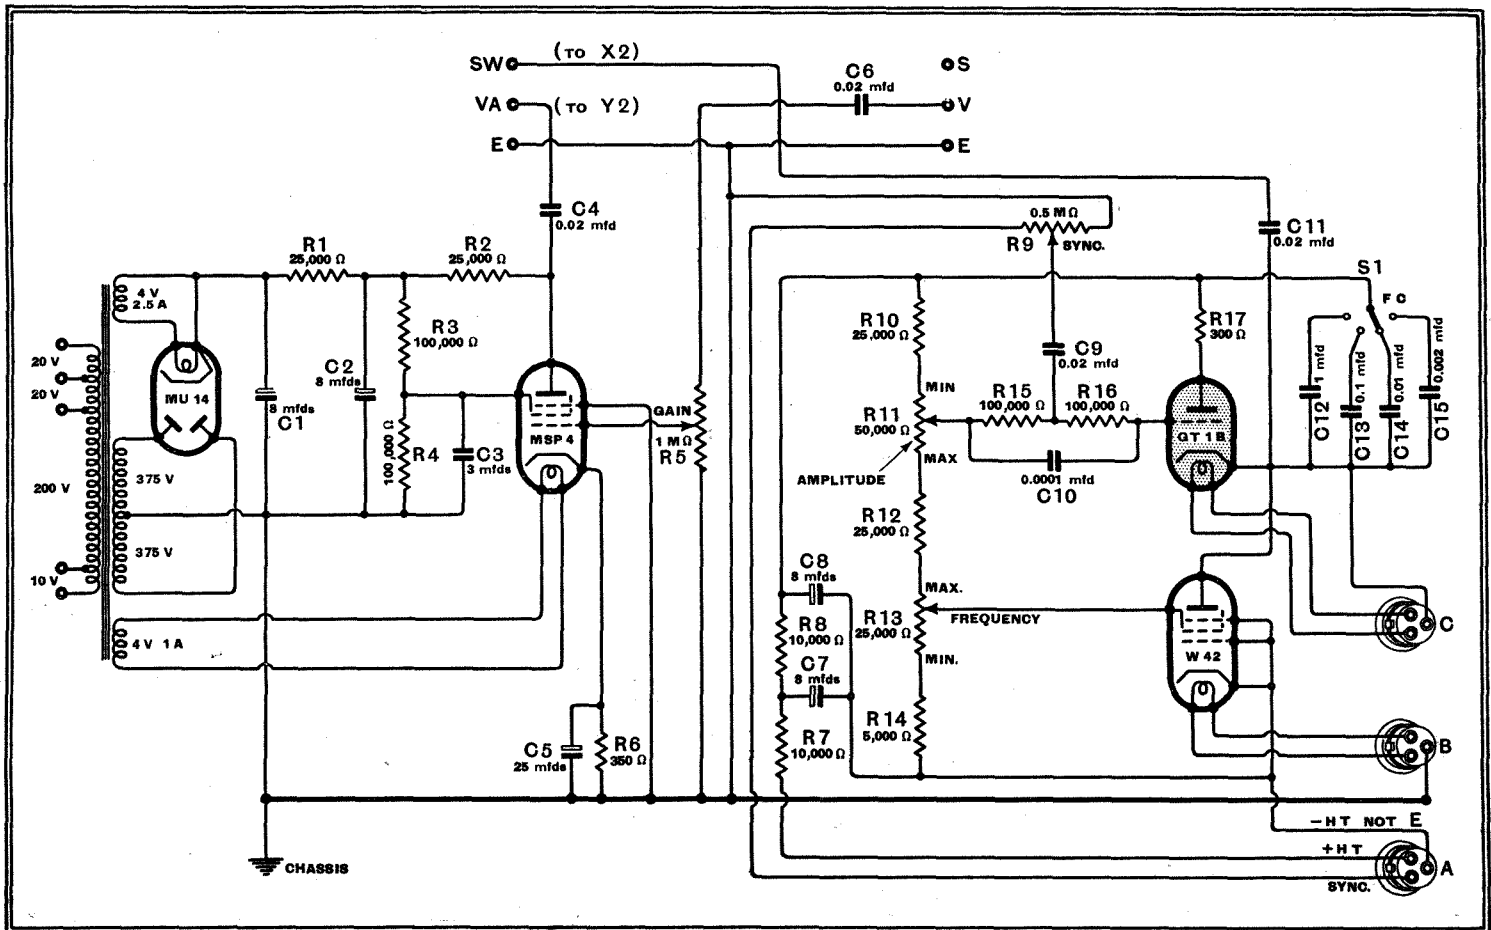 SW (TO X2)
S
C6
0.02 mfd
VA (TO Y2)
V
E
E
C4
0.02 mfd
0.5 MΩ
R9 SYNC.
C11
0.02 mfd
R1
25,000 Ω
R2
25,000 Ω
S1
F C
4 V
2.5 A
R3
100,000 Ω
R10
25,000 Ω
R17
300 Ω
C9
0.02 mfd
20 V
20 V
MU 14
C2
8 mfds
8 mfds
C1
MIN
R11
50,000 Ω
MAX
AMPLITUDE
R15
100,000 Ω
R16
100,000 Ω
0.0001 mfd
C10
GT 1B
1 mfd
C12
0.1 mfd
C13
0.01 mfd
C14
0.002 mfd
C15
100,000 Ω
R4
C3
3 mfds
MSP 4
GAIN
1 MΩ
R5
200 V
375 V
375 V
10 V
R12
25,000 Ω
C8
8 mfds
MAX.
R13
25,000 Ω
MIN.
FREQUENCY
R8
10,000 Ω
C7
8 mfds
W 42
C
4 V 1 A
R14
5,000 Ω
R7
10,000 Ω
C5
25 mfds
R6
350 Ω
B
-HT NOT E
+HT
A
SYNC.
CHASSIS